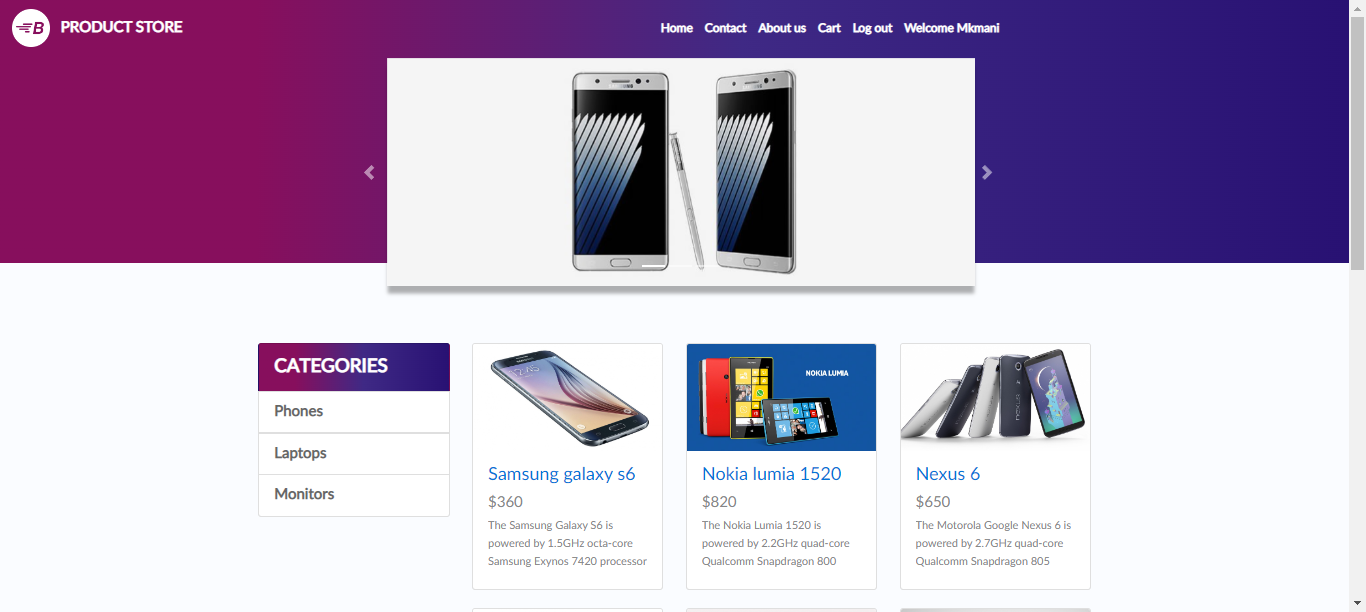 B
PRODUCT STORE
Home Contact About us Cart Log out Welcome Mkmani
SAMSUNG
SAMSUNG
CATEGORIES
Phones
Laptops
Monitors
Samsung galaxy s6
$360
The Samsung Galaxy S6 is
powered by 1.5GHz octa-core
Samsung Exynos 7420 processor
NOKIA LUMIA
Nokia lumia 1520
$820
The Nokia Lumia 1520 is
powered by 2.2GHz quad-core
Qualcomm Snapdragon 800
nexus
Nexus 6
$650
The Motorola Google Nexus 6 is
powered by 2.7GHz quad-core
Qualcomm Snapdragon 805